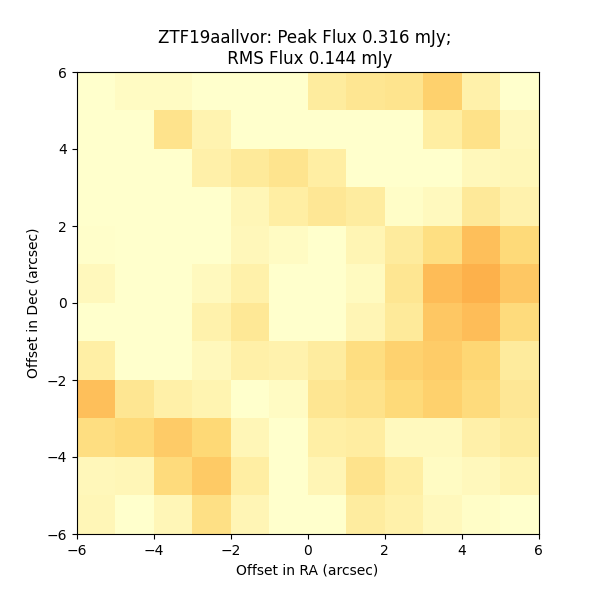 ZTF19aallvor: Peak Flux 0.316 mJy;
RMS Flux 0.144 mJy
6
4
2
0
−2
−4
−6
Offset in Dec (arcsec)
−6 −4 −2 0 2 4 6
Offset in RA (arcsec)